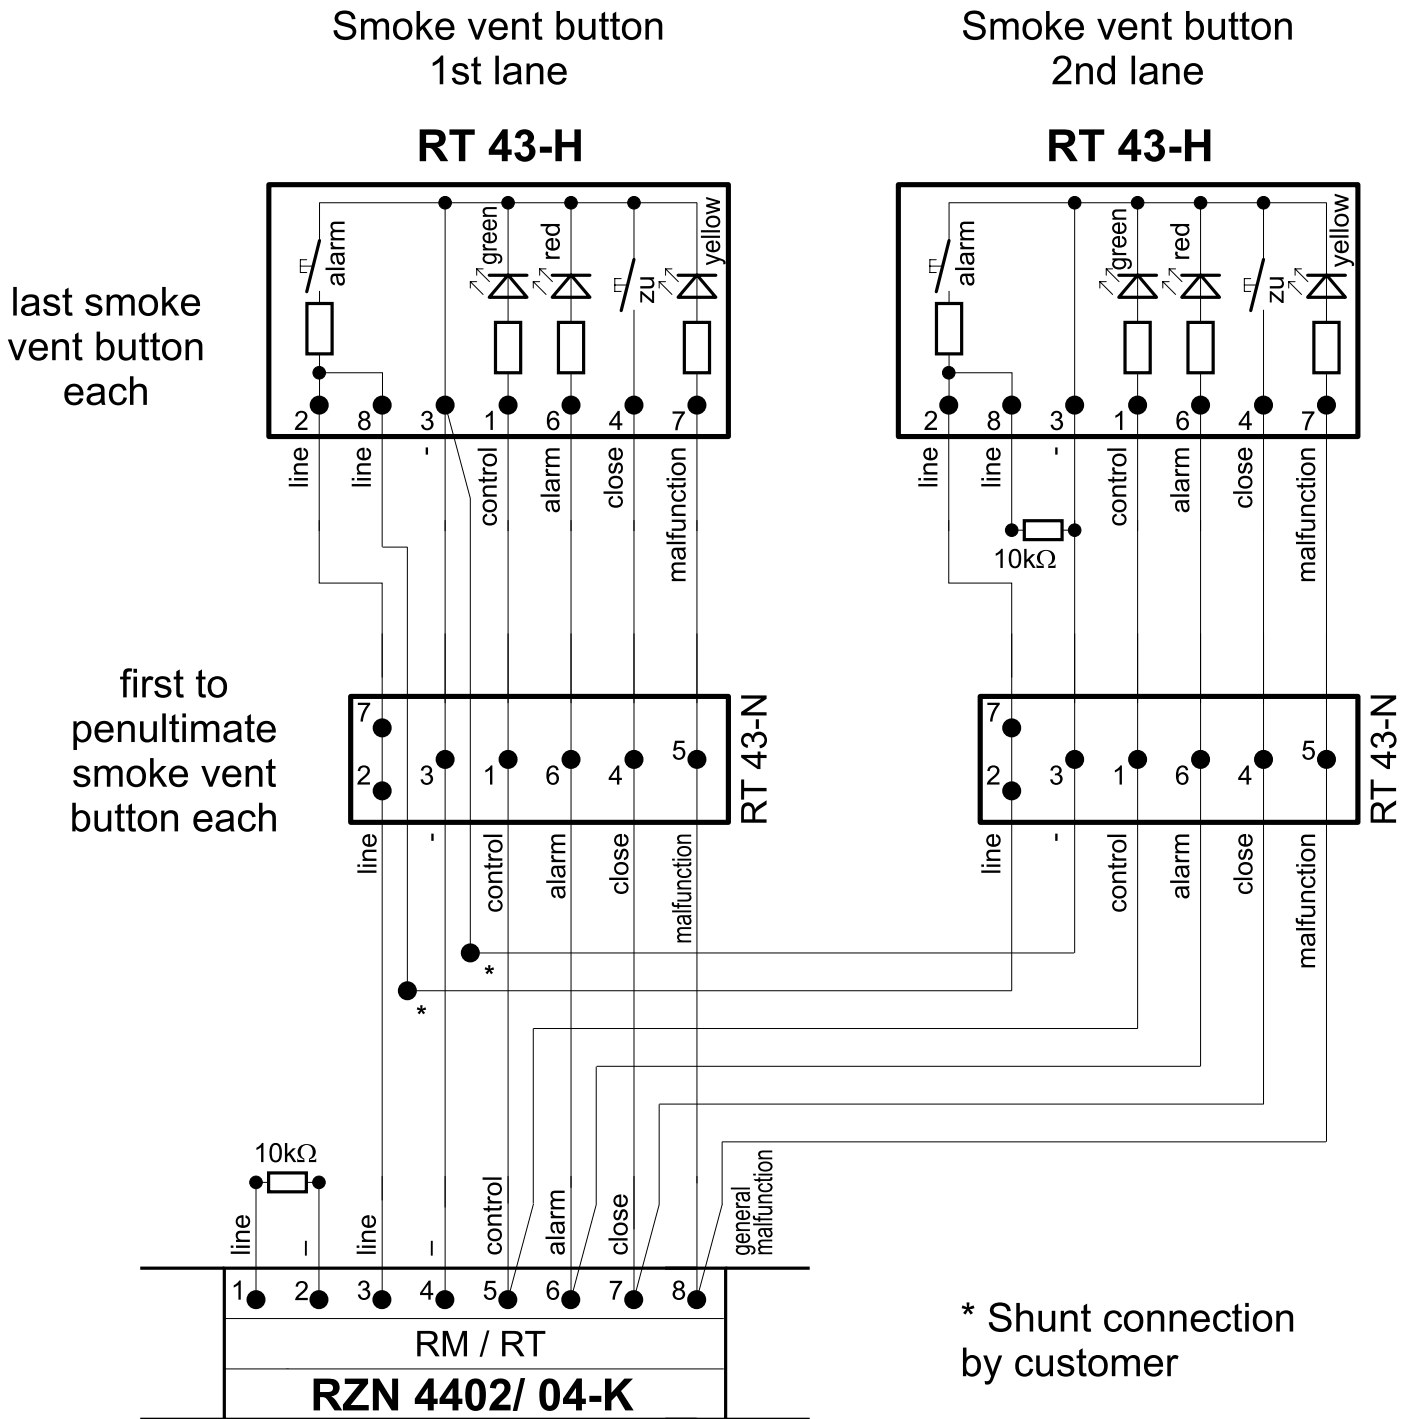 Smoke vent button
1st lane
Smoke vent button
2nd lane
RT 43-H
RT 43-H
last smoke
vent button
each
alarm
green
red
zu
yellow
2
8
3
1
6
4
7
line
line
-
control
alarm
close
malfunction
alarm
green
red
zu
yellow
2
8
3
1
6
4
7
line
line
-
control
alarm
close
malfunction
10kΩ
first to
penultimate
smoke vent
button each
7
2
3
1
6
4
5
RT 43-N
line
-
control
alarm
close
malfunction
7
2
3
1
6
4
5
RT 43-N
line
-
control
alarm
close
malfunction
*
*
10kΩ
line
–
line
–
control
alarm
close
general
malfunction
1
2
3
4
5
6
7
8
RM / RT
RZN 4402/ 04-K
* Shunt connection
by customer